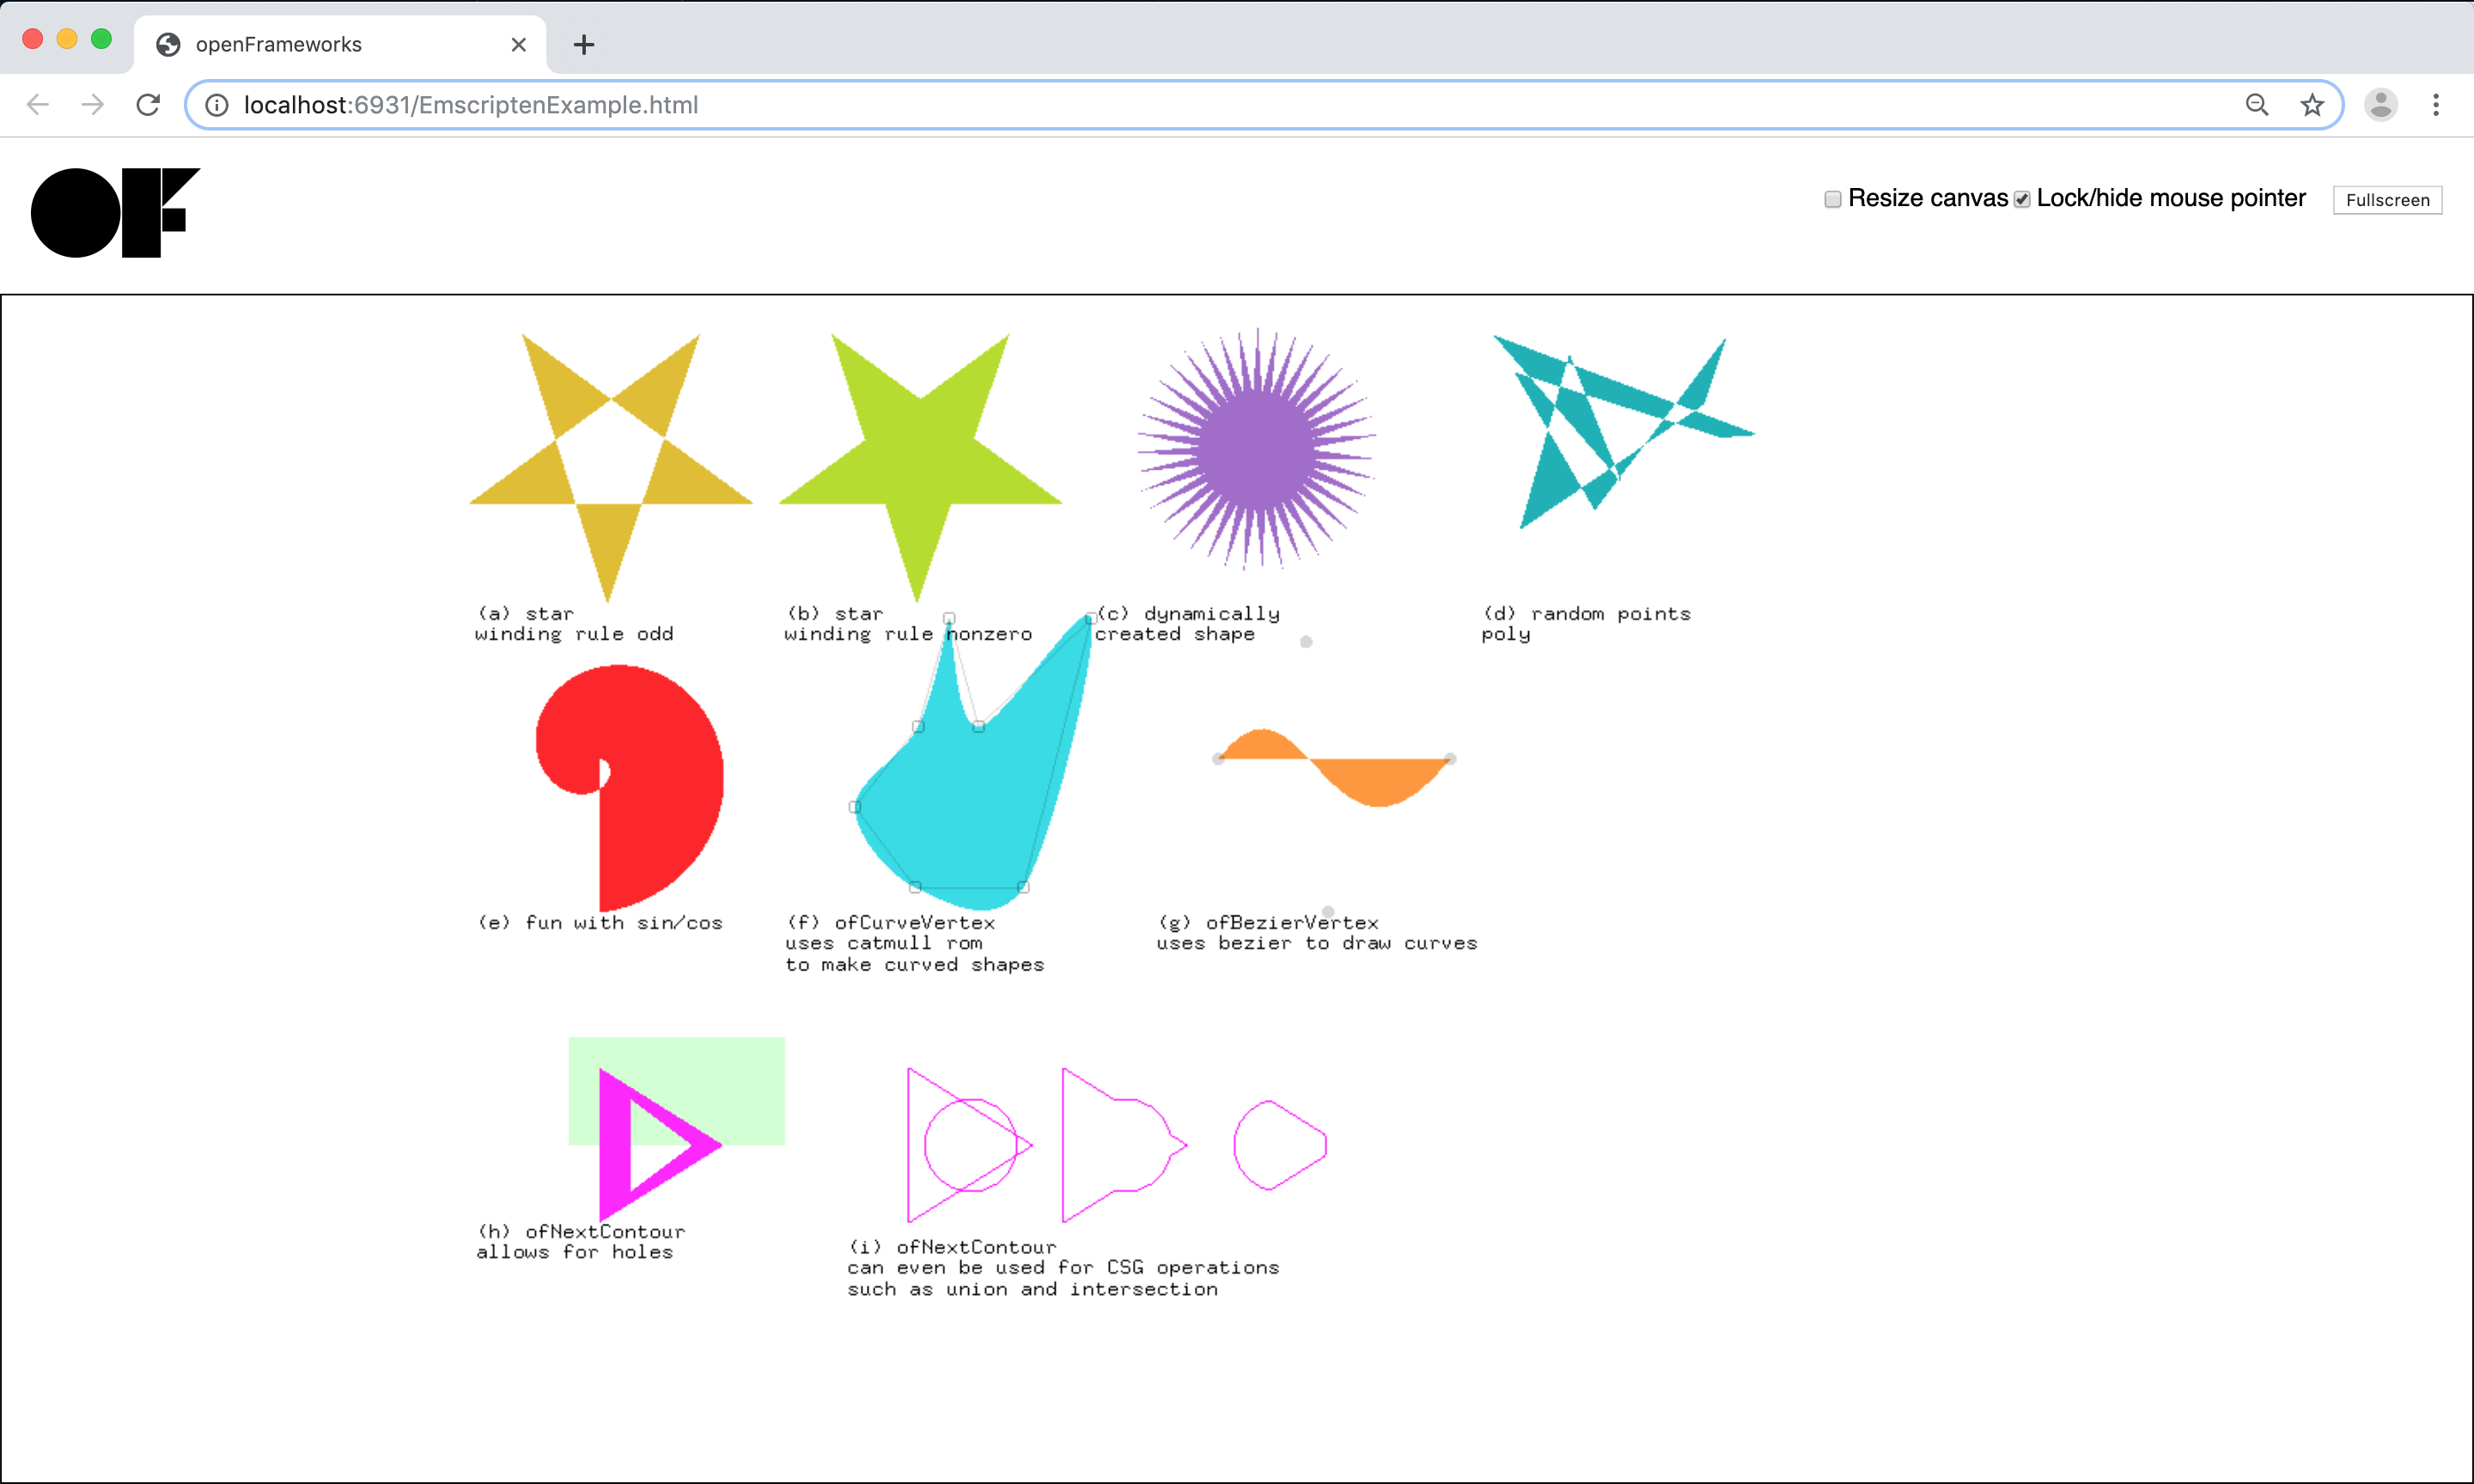 openFrameworks
localhost:6931/EmscriptenExample.html
OF
Resize canvas Lock/hide mouse pointer Fullscreen
(a) star
winding rule odd
(b) star
winding rule nonzero
(c) dynamically
created shape
(d) random points
poly
(e) fun with sin/cos
(f) ofCurveVertex
uses catmull rom
to make curved shapes
(g) ofBezierVertex
uses bezier to draw curves
(h) ofNextContour
allows for holes
(i) ofNextContour
can even be used for CSG operations
such as union and intersection